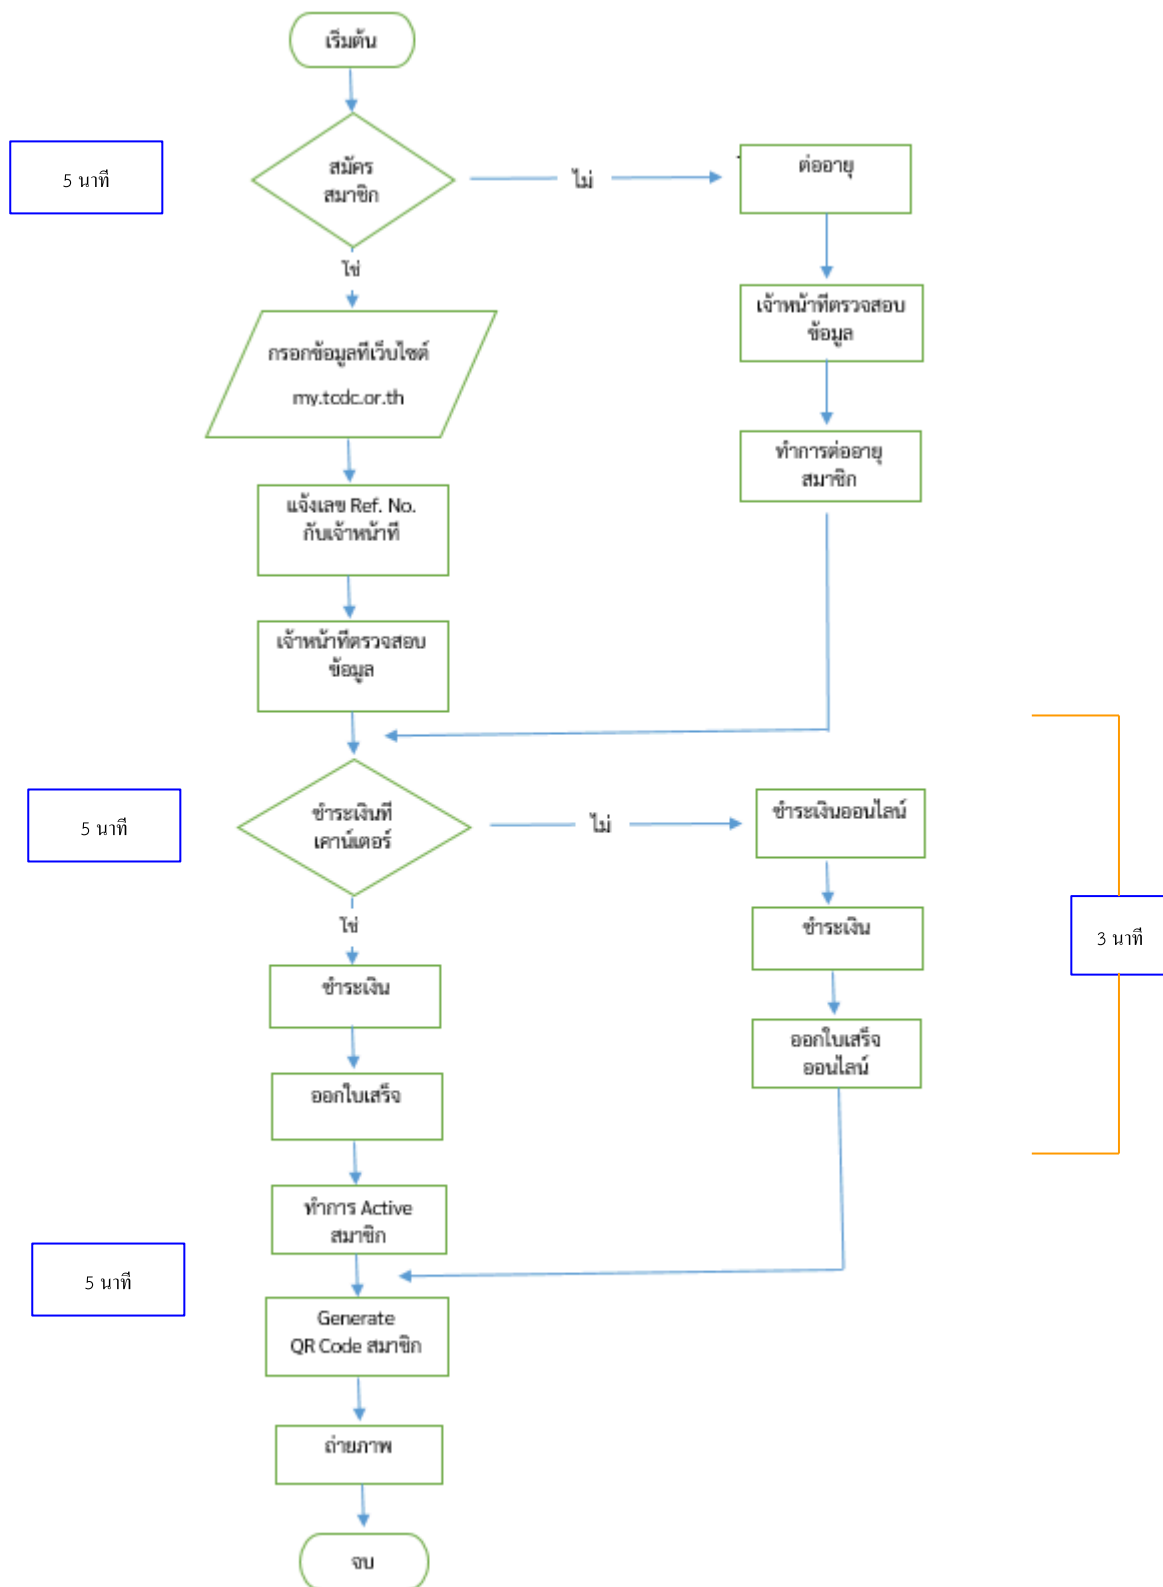 เริ่มต้น
5 นาที
สมัคร
สมาชิก
ไม่
ต่ออายุ
ใช่
เจ้าหน้าที่ตรวจสอบ
ข้อมูล
กรอกข้อมูลที่เว็บไซต์
my.tcdc.or.th
ทำการต่ออายุ
สมาชิก
แจ้งเลข Ref. No.
กับเจ้าหน้าที่
เจ้าหน้าที่ตรวจสอบ
ข้อมูล
5 นาที
ชำระเงินที่
เคาน์เตอร์
ไม่
ชำระเงินออนไลน์
ใช่
ชำระเงิน
3 นาที
ชำระเงิน
ออกใบเสร็จ
ออนไลน์
ออกใบเสร็จ
ทำการ Active
สมาชิก
5 นาที
Generate
QR Code สมาชิก
ถ่ายภาพ
จบ